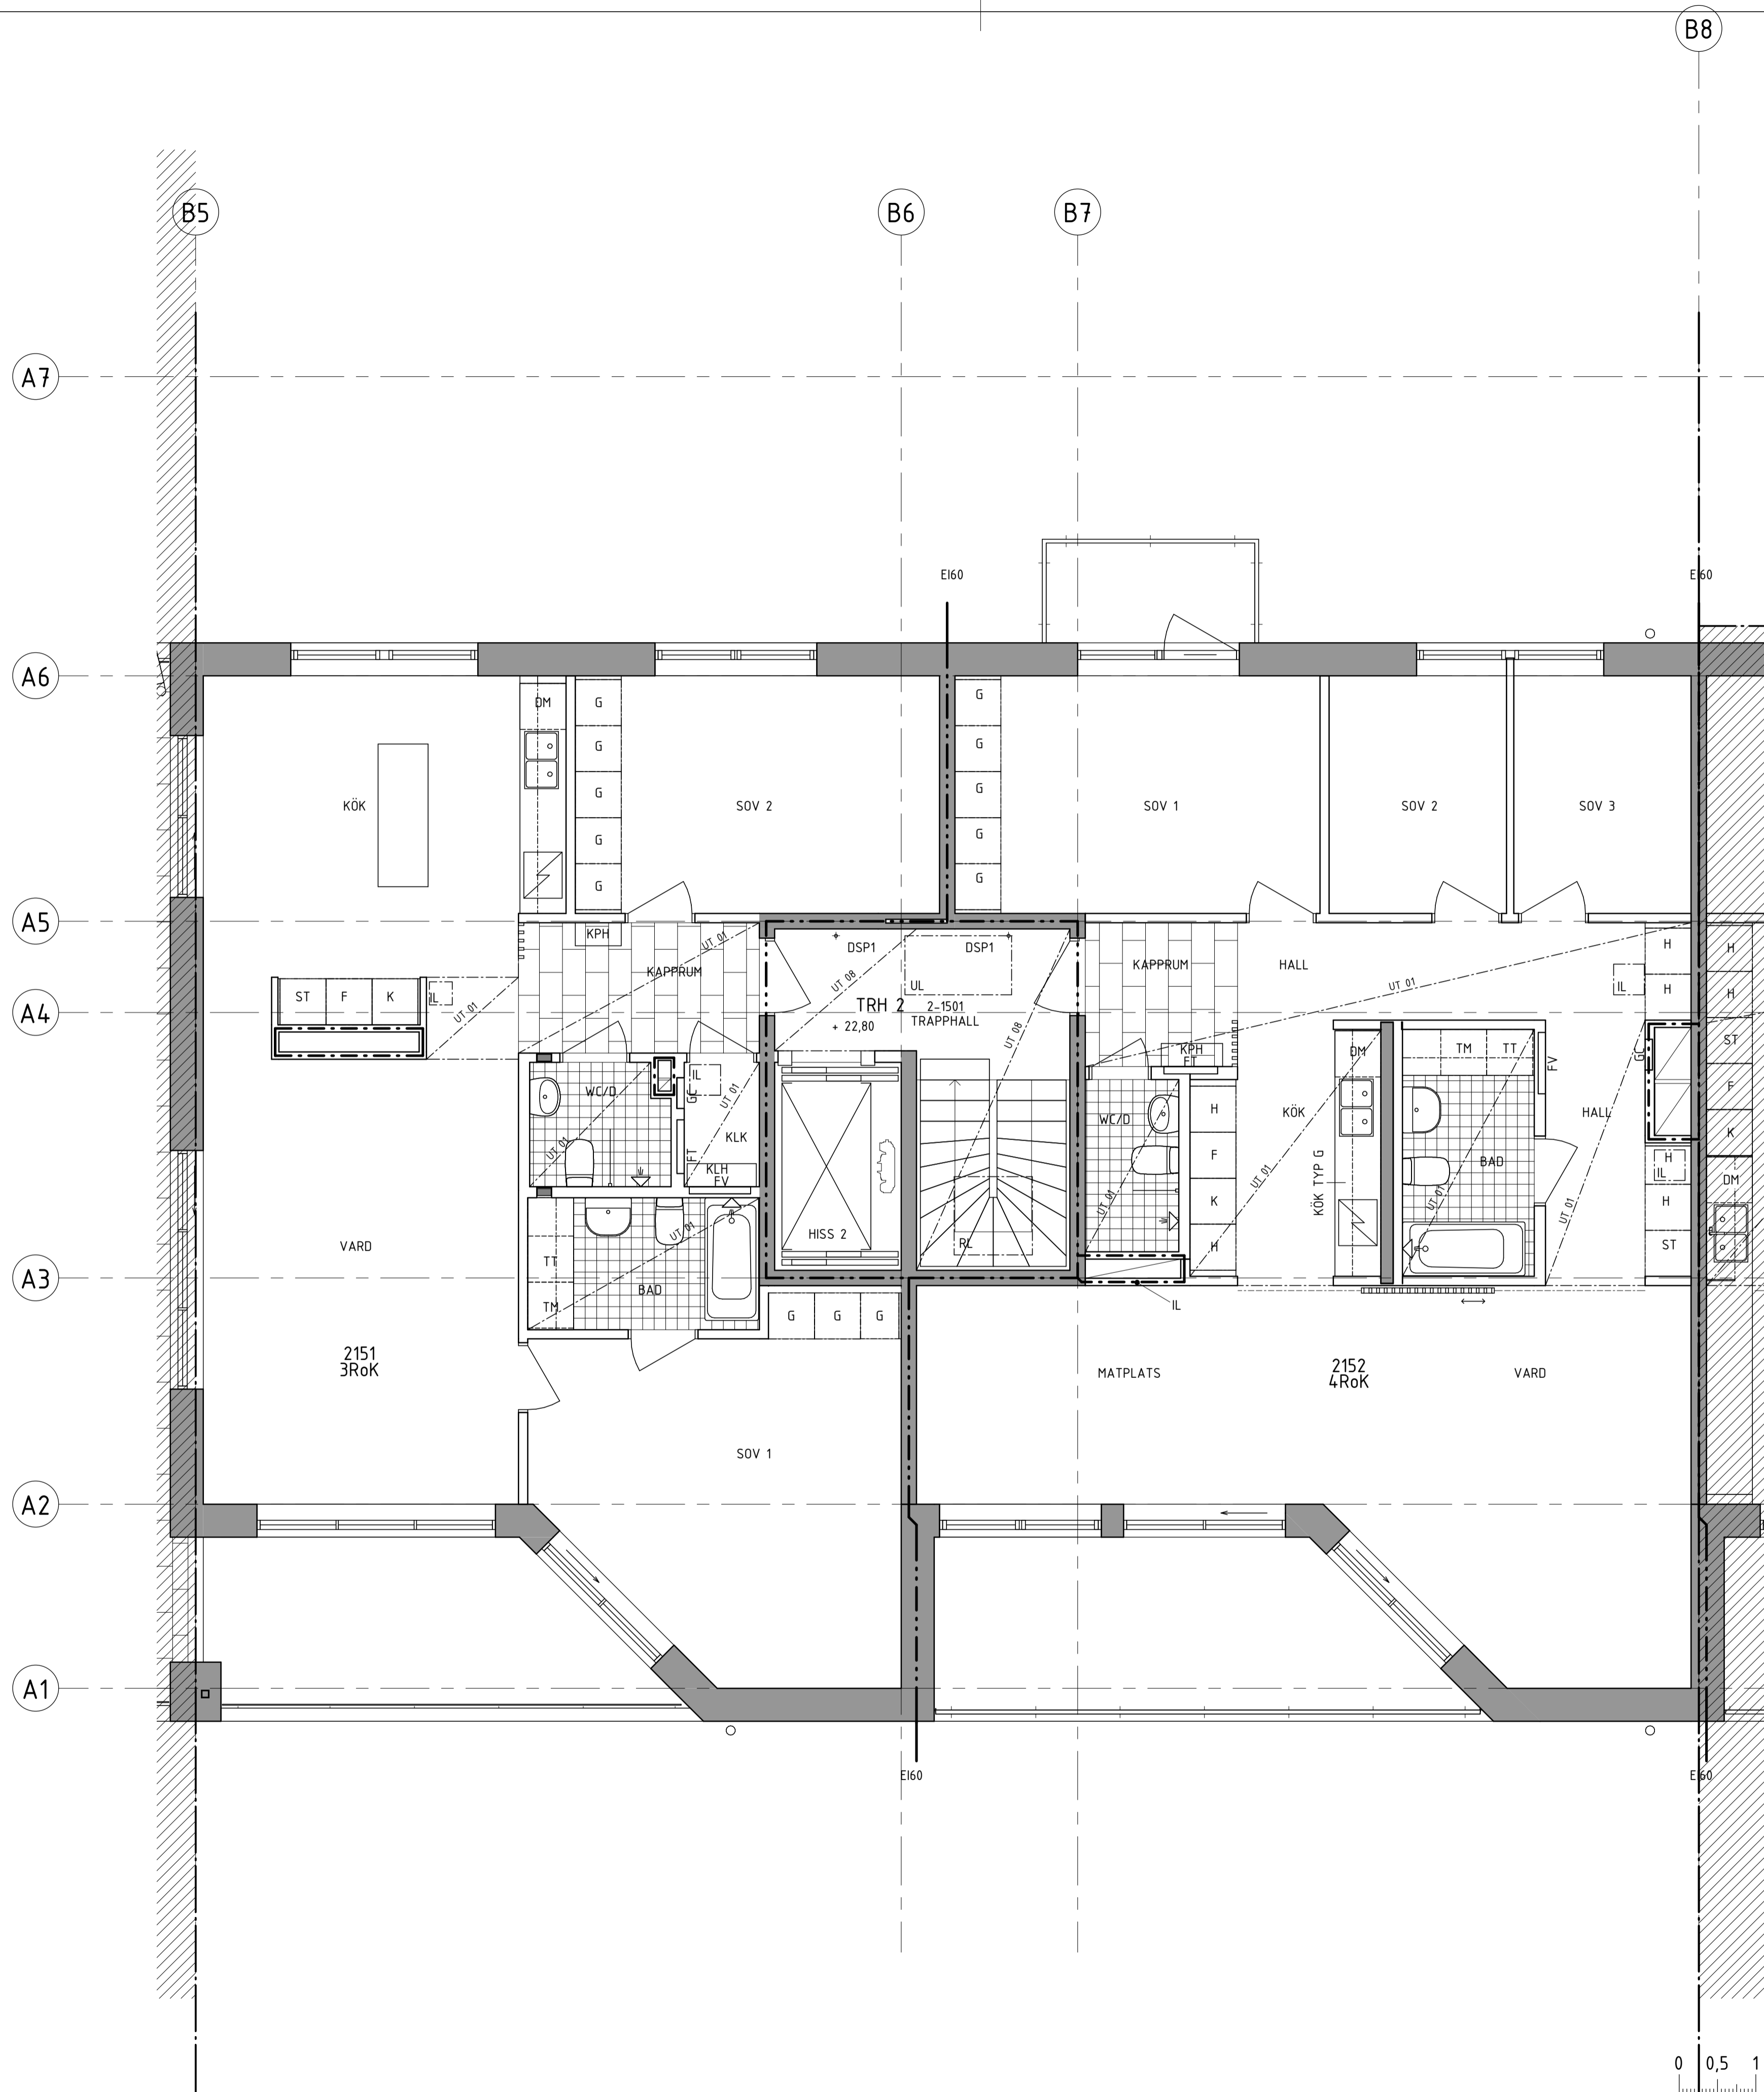 B8
B5
B6
B7
A7
EI60
EI60
A6
DM
G
G
G
G
G
G
G
G
G
G
KÖK
SOV 2
SOV 1
SOV 2
SOV 3
A5
KPH
UT 01
KAPPRUM
DSP1
DSP1
UT 08
UL
KAPPRUM
HALL
UT 01
H
H
IL
H
H
ST
F
K
IL
UT 01
A4
TRH 2
2-1501
TRAPPHALL
+ 22,80
UT 08
KPH
FT
DM
TM
TT
FV
GC
ST
F
K
WC/D
IL
GC
UT 01
UT 01
KLK
FT
KLH
FV
WC/D
H
F
K
H
UT 01
KÖK
UT 01
KÖK TYP G
BAD
UT 01
HALL
UT 01
H
IL
H
ST
DM
VARD
TT
TM
UT 01
BAD
HISS 2
RL
A3
IL
G
G
G
2151
3RoK
MATPLATS
2152
4RoK
VARD
SOV 1
A2
A1
EI60
EI60
0 0,5 1